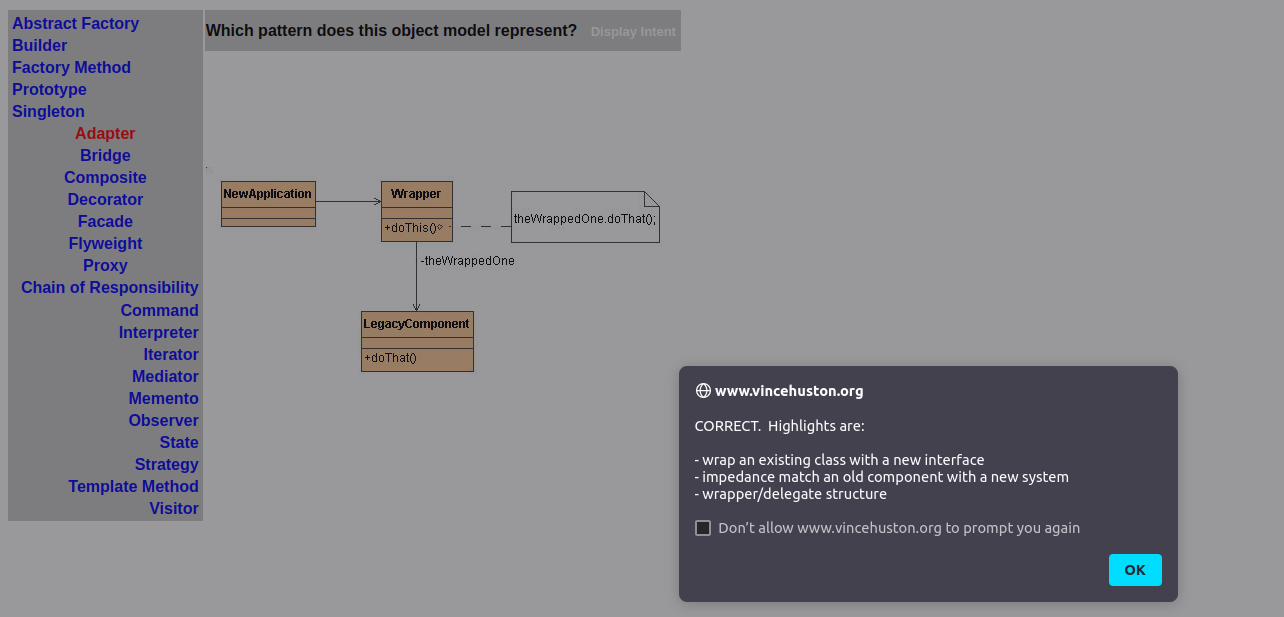 Abstract Factory
Builder
Factory Method
Prototype
Singleton
Adapter
Bridge
Composite
Decorator
Facade
Flyweight
Proxy
Chain of Responsibility
Command
Interpreter
Iterator
Mediator
Memento
Observer
State
Strategy
Template Method
Visitor
Which pattern does this object model represent? Display Intent
NewApplication
Wrapper
+doThis()
theWrappedOne.doThat();
-theWrappedOne
LegacyComponent
+doThat()
www.vincehuston.org
CORRECT.  Highlights are:
- wrap an existing class with a new interface
- impedance match an old component with a new system
- wrapper/delegate structure
Don’t allow www.vincehuston.org to prompt you again
OK